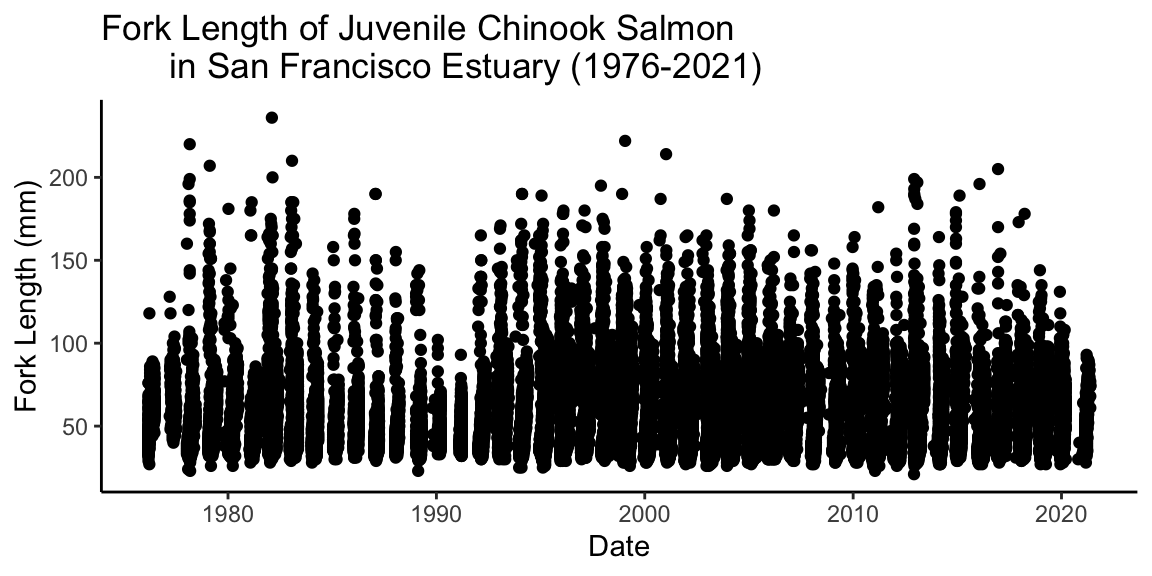 Fork Length of Juvenile Chinook Salmon
in San Francisco Estuary (1976-2021)
Fork Length (mm)
200
150
100
50
1980 1990 2000 2010 2020
Date